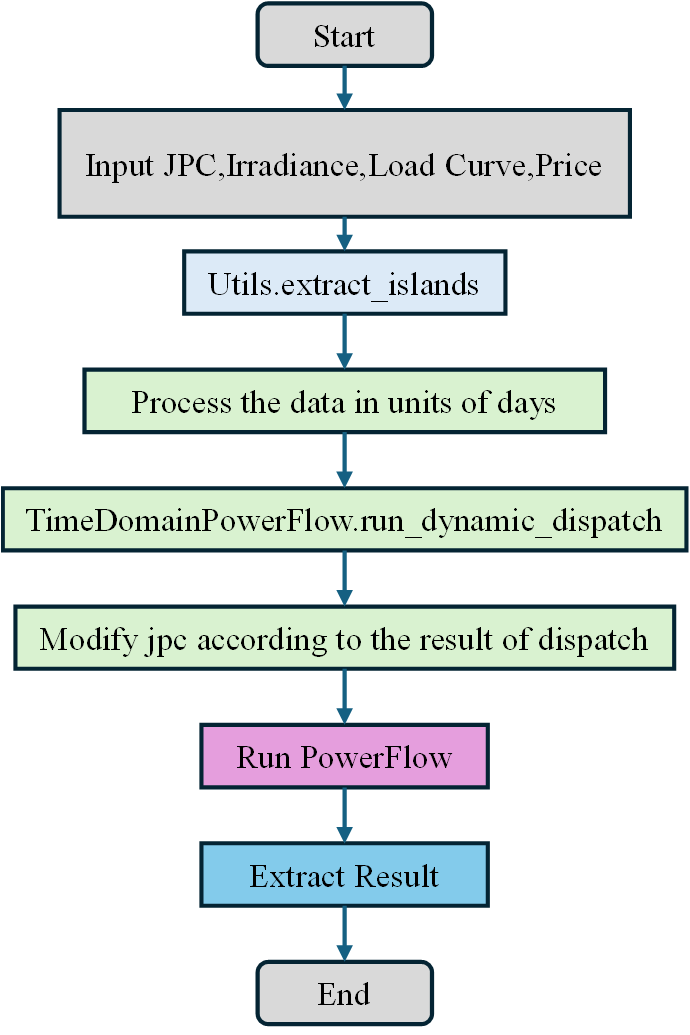 Start
Input JPC,Irradiance,Load Curve,Price
Utils.extract_islands
Process the data in units of days
TimeDomainPowerFlow.run_dynamic_dispatch
Modify jpc according to the result of dispatch
Run PowerFlow
Extract Result
End